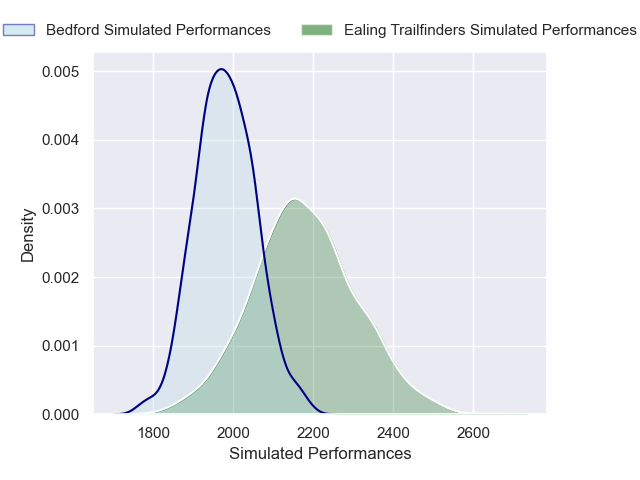 Bedford Simulated Performances
Ealing Trailfinders Simulated Performances
0.005
0.004
0.003
0.002
0.001
0.000
Density
1800 2000 2200 2400 2600
Simulated Performances